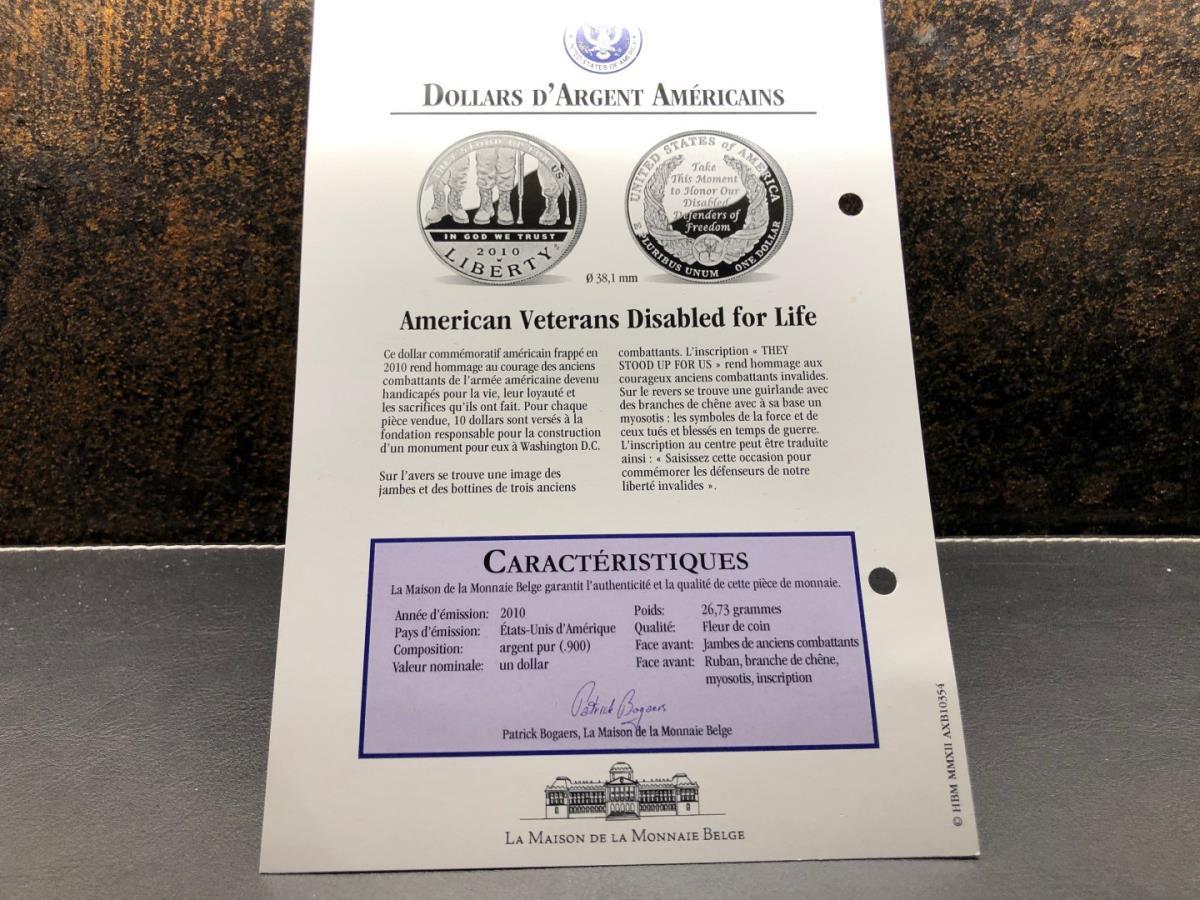 UNITED STATES OF AMERICA
DOLLARS D'ARGENT AMÉRICAINS
THEY STOOD UP FOR US
IN GOD WE TRUST
2010
W
LIBERTY
UNITED STATES of AMERICA
Take
This Moment
to Honor Our
Disabled
Defenders of
Freedom
E PLURIBUS UNUM
ONE DOLLAR
Ø 38,1 mm
American Veterans Disabled for Life
Ce dollar commémoratif américain frappé en
2010 rend hommage au courage des anciens
combattants de l'armée américaine devenu
handicapés pour la vie, leur loyauté et
les sacrifices qu'ils ont fait. Pour chaque
pièce vendue, 10 dollars sont versés à la
fondation responsable pour la construction
d'un monument pour eux à Washington D.C.
Sur l'avers se trouve une image des
jambes et des bottines de trois anciens
combattants. L'inscription « THEY
STOOD UP FOR US » rend hommage aux
courageux anciens combattants invalides.
Sur le revers se trouve une guirlande avec
des branches de chêne avec à sa base un
myosotis : les symboles de la force et de
ceux tués et blessés en temps de guerre.
L'inscription au centre peut être traduite
ainsi : « Saisissez cette occasion pour
commémorer les défenseurs de notre
liberté invalides ».
CARACTÉRISTIQUES
La Maison de la Monnaie Belge garantit l'authenticité et la qualité de cette pièce de monnaie.
Année d'émission: 2010
Pays d'émission: États-Unis d'Amérique
Composition: argent pur (.900)
Valeur nominale: un dollar
Poids: 26,73 grammes
Qualité: Fleur de coin
Face avant: Jambes de anciens combattants
Face avant: Ruban, branche de chêne,
myosotis, inscription
Patrick Bogaers
Patrick Bogaers, La Maison de la Monnaie Belge
LA MAISON DE LA MONNAIE BELGE
© HBM MMXII AXB10354